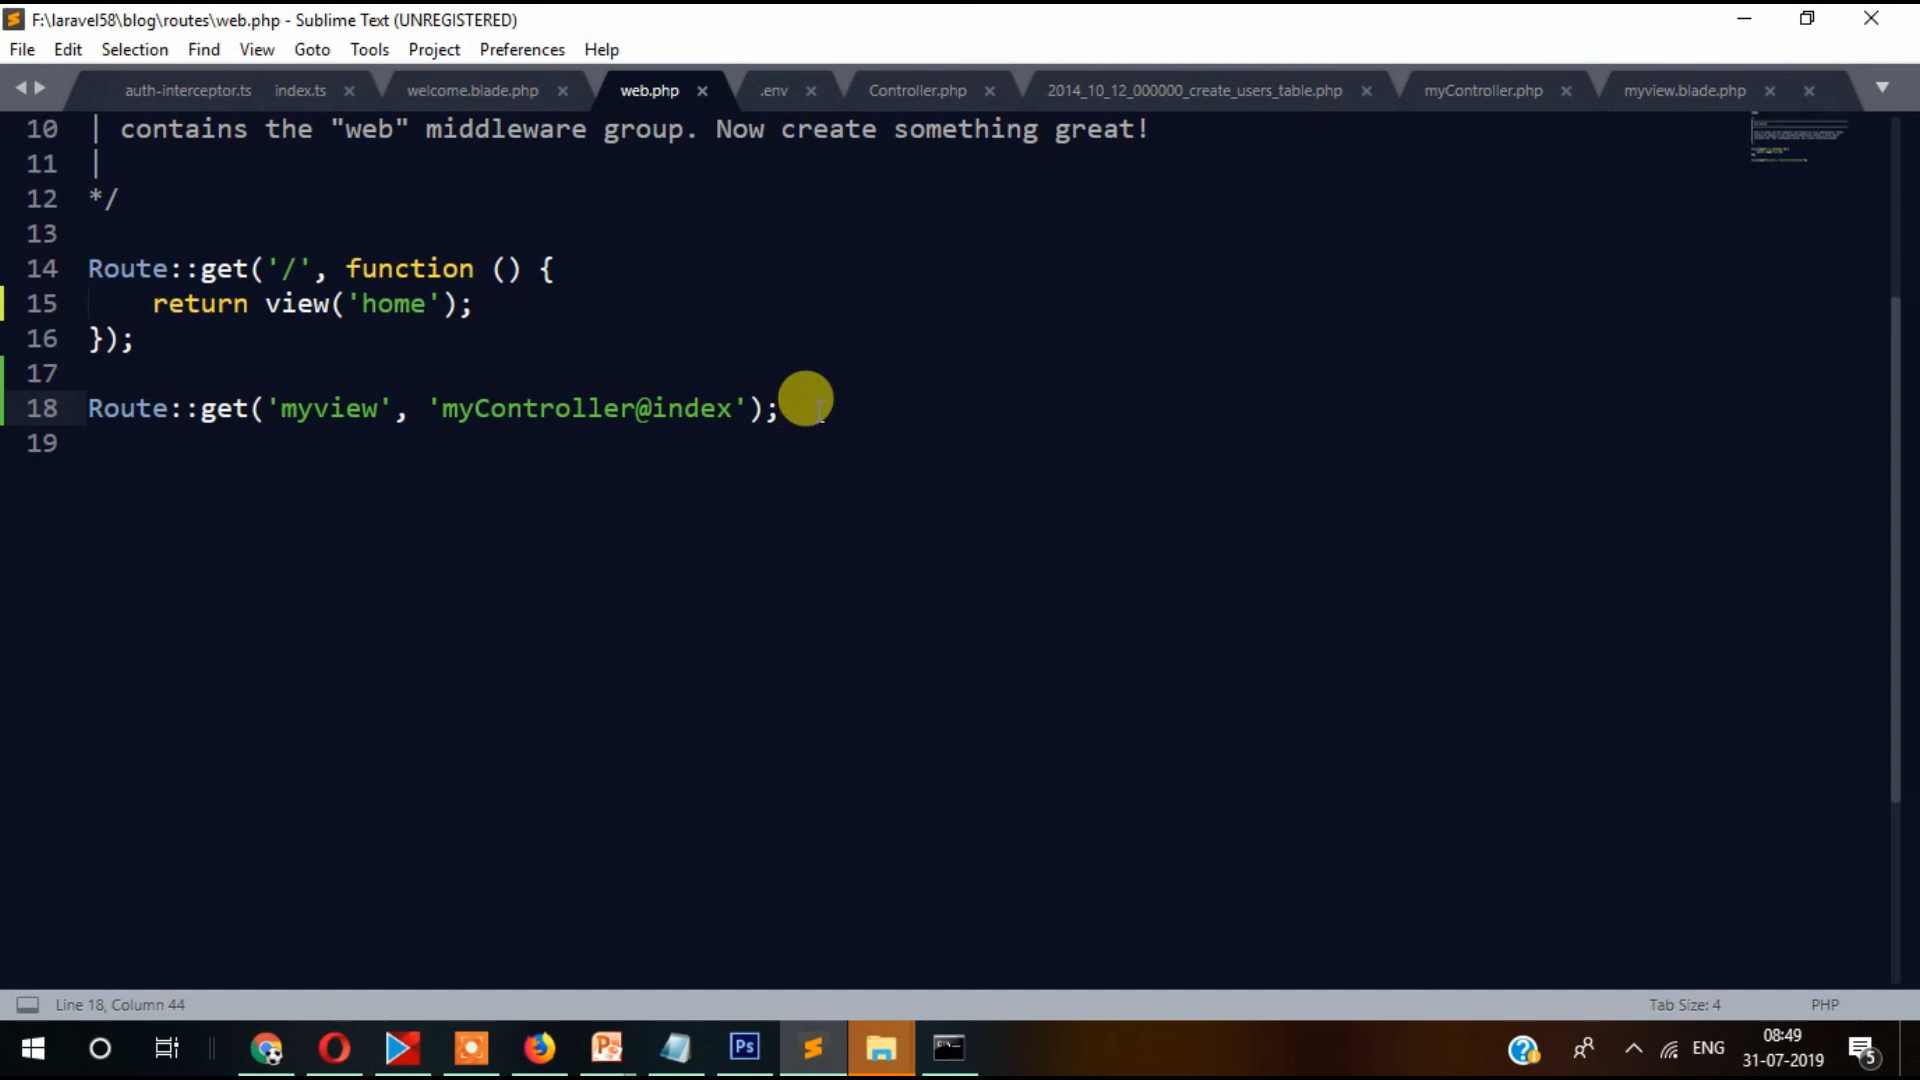 F:\laravel58\blog\routes\web.php - Sublime Text (UNREGISTERED)
File Edit Selection Find View Goto Tools Project Preferences Help
auth-interceptor.ts index.ts welcome.blade.php web.php .env Controller.php 2014_10_12_000000_create_users_table.php myController.php myview.blade.php
10 | contains the "web" middleware group. Now create something great!
11 |
12 */
13
14 Route::get('/', function () {
15 return view('home');
16 });
17
18 Route::get('myview', 'myController@index');
19
Line 18, Column 44 Tab Size: 4 PHP
Ps ENG 08:49
31-07-2019 5